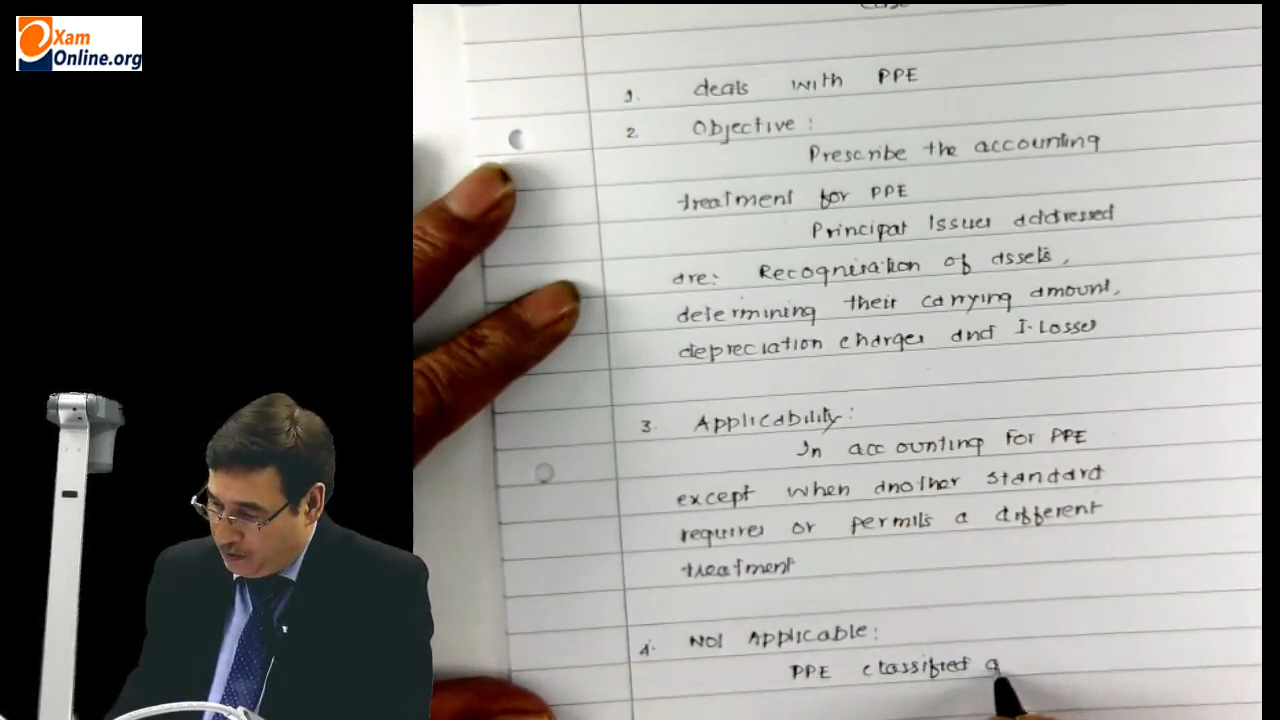 Xam
Online.org
1. deals with PPE
2. Objective:
Prescribe the accounting
treatment for PPE
Principal Issues addressed
are: Recognisation of assets,
determining their carrying amount,
depreciation charges and I.Losses
3. Applicability:
In accounting for PPE
except when another standard
requires or permits a different
treatment
4. Not Applicable:
PPE classified a